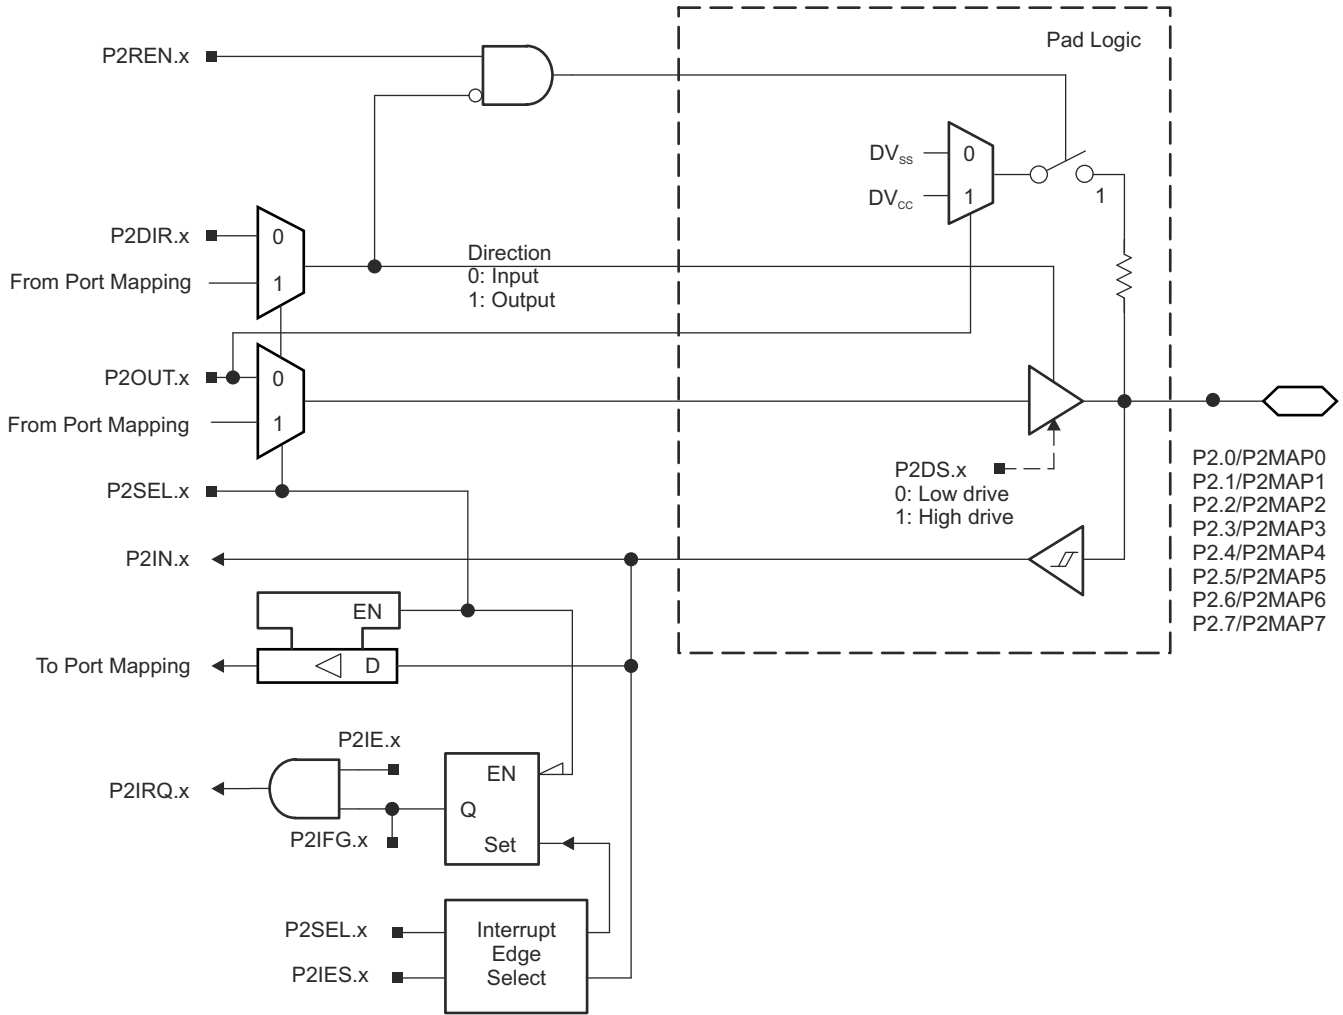 Pad Logic
P2REN.x
DVSS
0
DVCC
1
1
P2DIR.x
0
From Port Mapping
1
Direction
0: Input
1: Output
P2OUT.x
0
From Port Mapping
1
P2SEL.x
P2DS.x
0: Low drive
1: High drive
P2.0/P2MAP0
P2.1/P2MAP1
P2.2/P2MAP2
P2.3/P2MAP3
P2.4/P2MAP4
P2.5/P2MAP5
P2.6/P2MAP6
P2.7/P2MAP7
P2IN.x
EN
To Port Mapping
D
P2IE.x
P2IRQ.x
EN
Q
P2IFG.x
Set
P2SEL.x
P2IES.x
Interrupt
Edge
Select